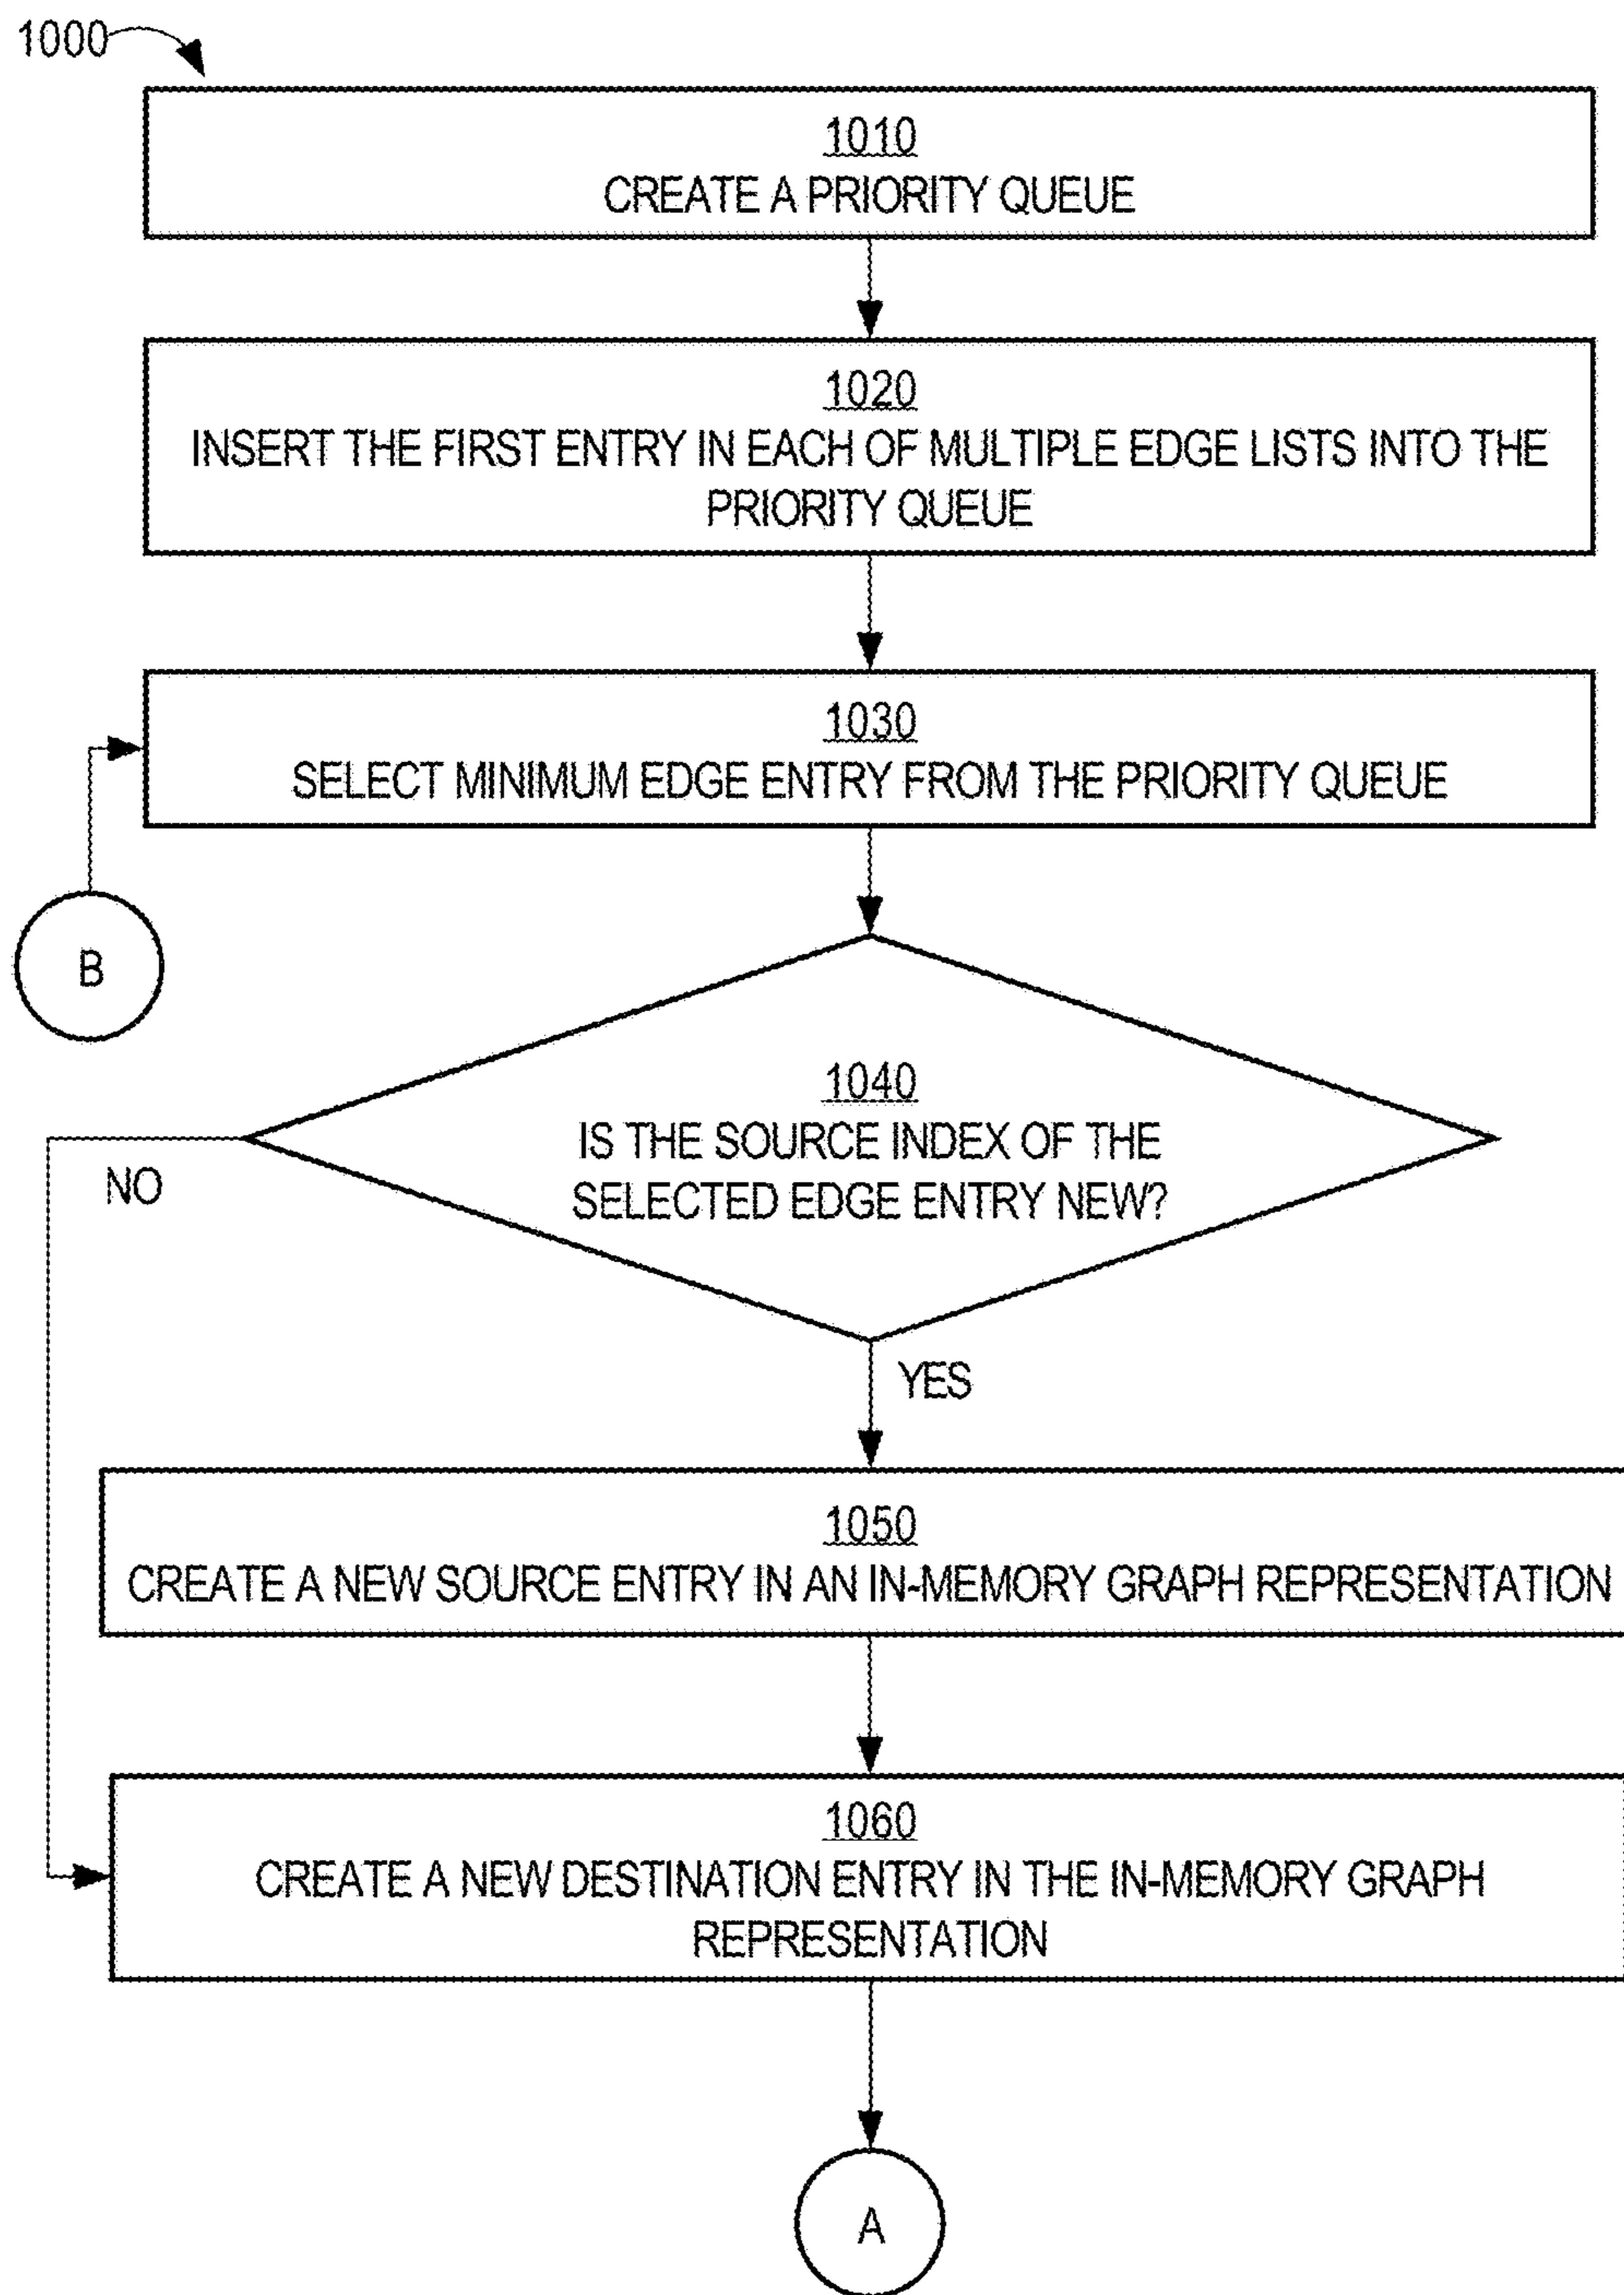 1000
1010
CREATE A PRIORITY QUEUE
1020
INSERT THE FIRST ENTRY IN EACH OF MULTIPLE EDGE LISTS INTO THE
PRIORITY QUEUE
1030
SELECT MINIMUM EDGE ENTRY FROM THE PRIORITY QUEUE
B
1040
IS THE SOURCE INDEX OF THE
SELECTED EDGE ENTRY NEW?
NO
YES
1050
CREATE A NEW SOURCE ENTRY IN AN IN-MEMORY GRAPH REPRESENTATION
1060
CREATE A NEW DESTINATION ENTRY IN THE IN-MEMORY GRAPH
REPRESENTATION
A